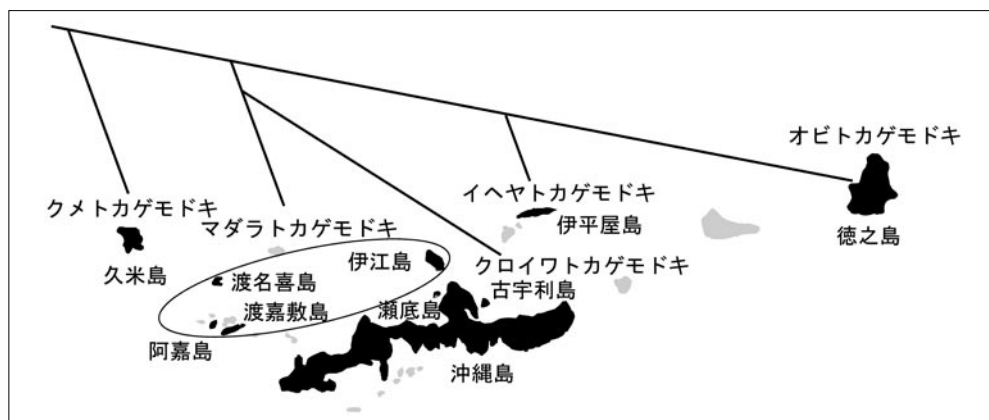 オビトカゲモドキ
クメトカゲモドキ
マダラトカゲモドキ
イヘヤトカゲモドキ
伊平屋島
徳之島
久米島
渡名喜島
伊江島
クロイワトカゲモドキ
渡嘉敷島
瀬底島
古宇利島
阿嘉島
沖縄島